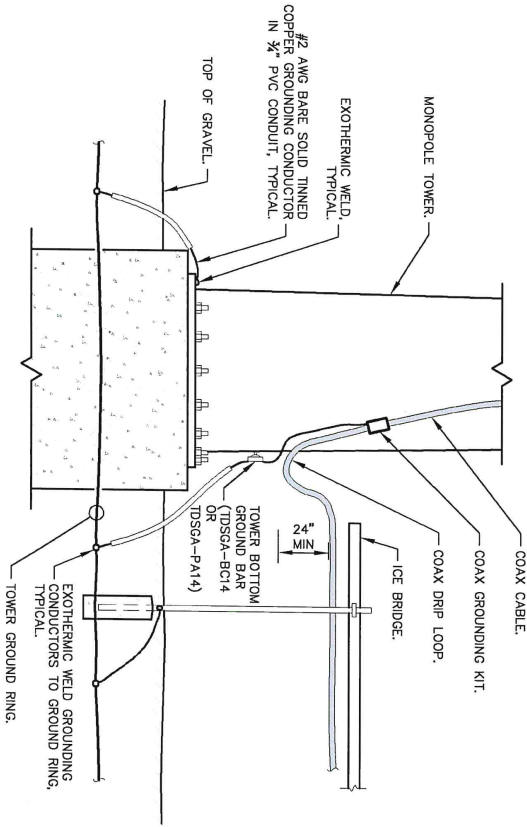 MONOPOLE TOWER.
EXOTHERMIC WELD,
TYPICAL.
#2 AWG BARE SOLID TINNED
COPPER GROUNDING CONDUCTOR
IN ¾" PVC CONDUIT, TYPICAL.
TOP OF GRAVEL.
COAX CABLE.
COAX GROUNDING KIT.
COAX DRIP LOOP.
ICE BRIDGE.
24"
MIN
TOWER BOTTOM
GROUND BAR
(TDSGA-BC14
OR
TDSGA-PA14)
EXOTHERMIC WELD GROUNDING
CONDUCTORS TO GROUND RING,
TYPICAL.
TOWER GROUND RING.